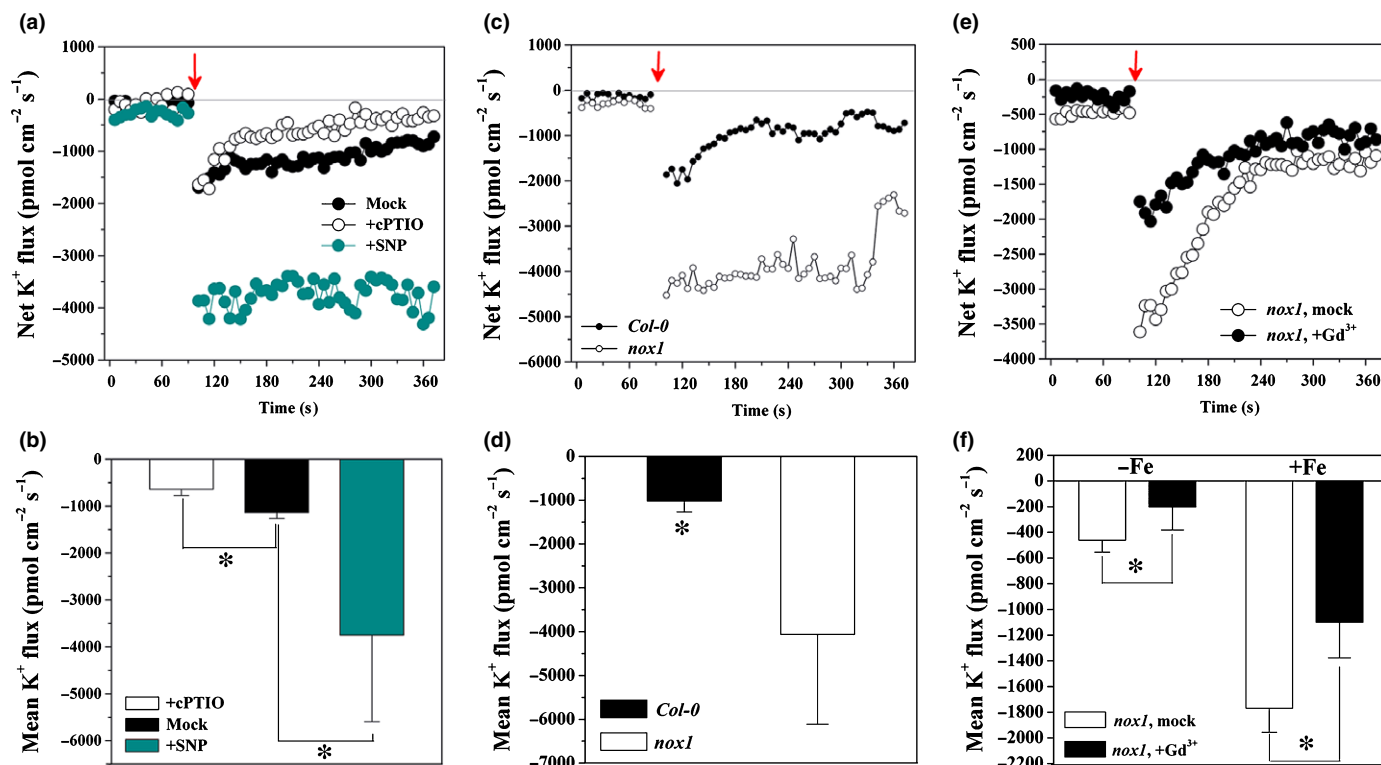 (a)
Net K⁺ flux (pmol cm⁻² s⁻¹)
1000
0
–1000
–2000
–3000
–4000
–5000
Mock
+cPTIO
+SNP
0 60 120 180 240 300 360
Time (s)
(c)
Net K⁺ flux (pmol cm⁻² s⁻¹)
1000
0
–1000
–2000
–3000
–4000
–5000
–6000
Col-0
nox1
0 60 120 180 240 300 360
Time (s)
(e)
Net K⁺ flux (pmol cm⁻² s⁻¹)
500
0
–500
–1000
–1500
–2000
–2500
–3000
–3500
–4000
nox1, mock
nox1, +Gd³⁺
0 60 120 180 240 300 360
Time (s)
(b)
Mean K⁺ flux (pmol cm⁻² s⁻¹)
0
–1000
–2000
–3000
–4000
–5000
–6000
*
*
+cPTIO
Mock
+SNP
(d)
Mean K⁺ flux (pmol cm⁻² s⁻¹)
0
–1000
–2000
–3000
–4000
–5000
–6000
–7000
*
Col-0
nox1
(f)
Mean K⁺ flux (pmol cm⁻² s⁻¹)
200
0
–200
–400
–600
–800
–1000
–1200
–1400
–1600
–1800
–2000
–2200
–Fe +Fe
*
*
nox1, mock
nox1, +Gd³⁺